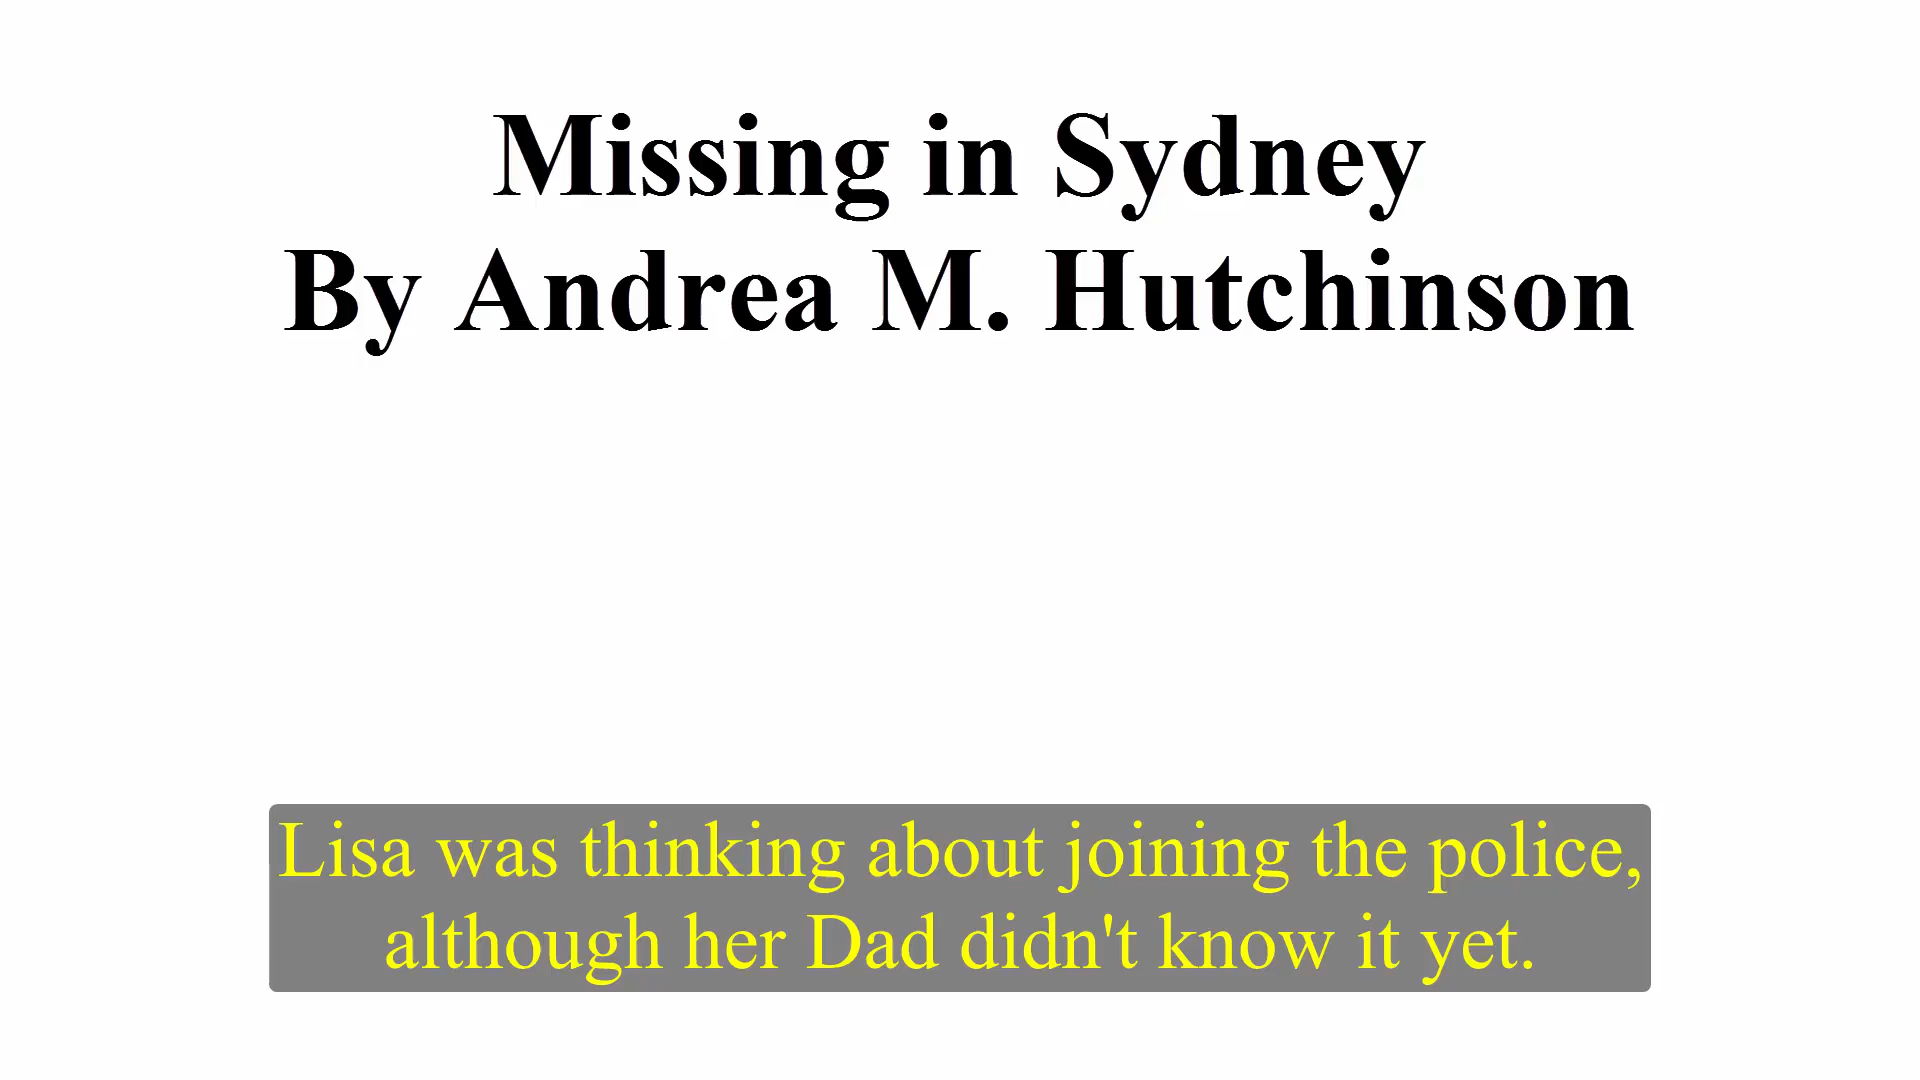 Missing in Sydney
By Andrea M. Hutchinson
Lisa was thinking about joining the police,
although her Dad didn't know it yet.